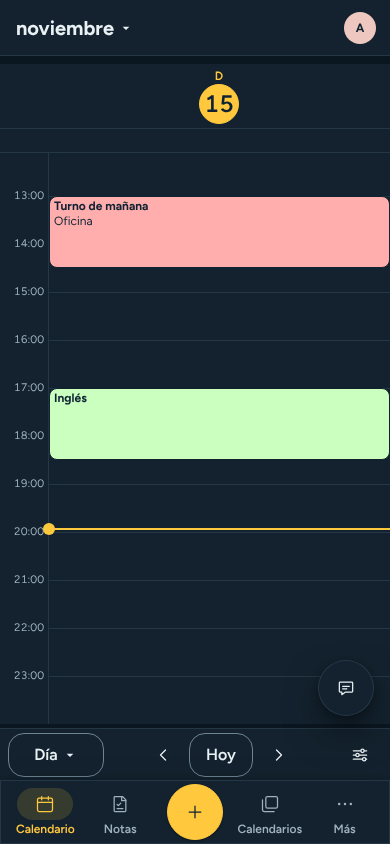 noviembre
A
D
15
13:00
Turno de mañana
Oficina
14:00
15:00
16:00
17:00
Inglés
18:00
19:00
20:00
21:00
22:00
23:00
Día
Hoy
Calendario
Notas
Calendarios
Más